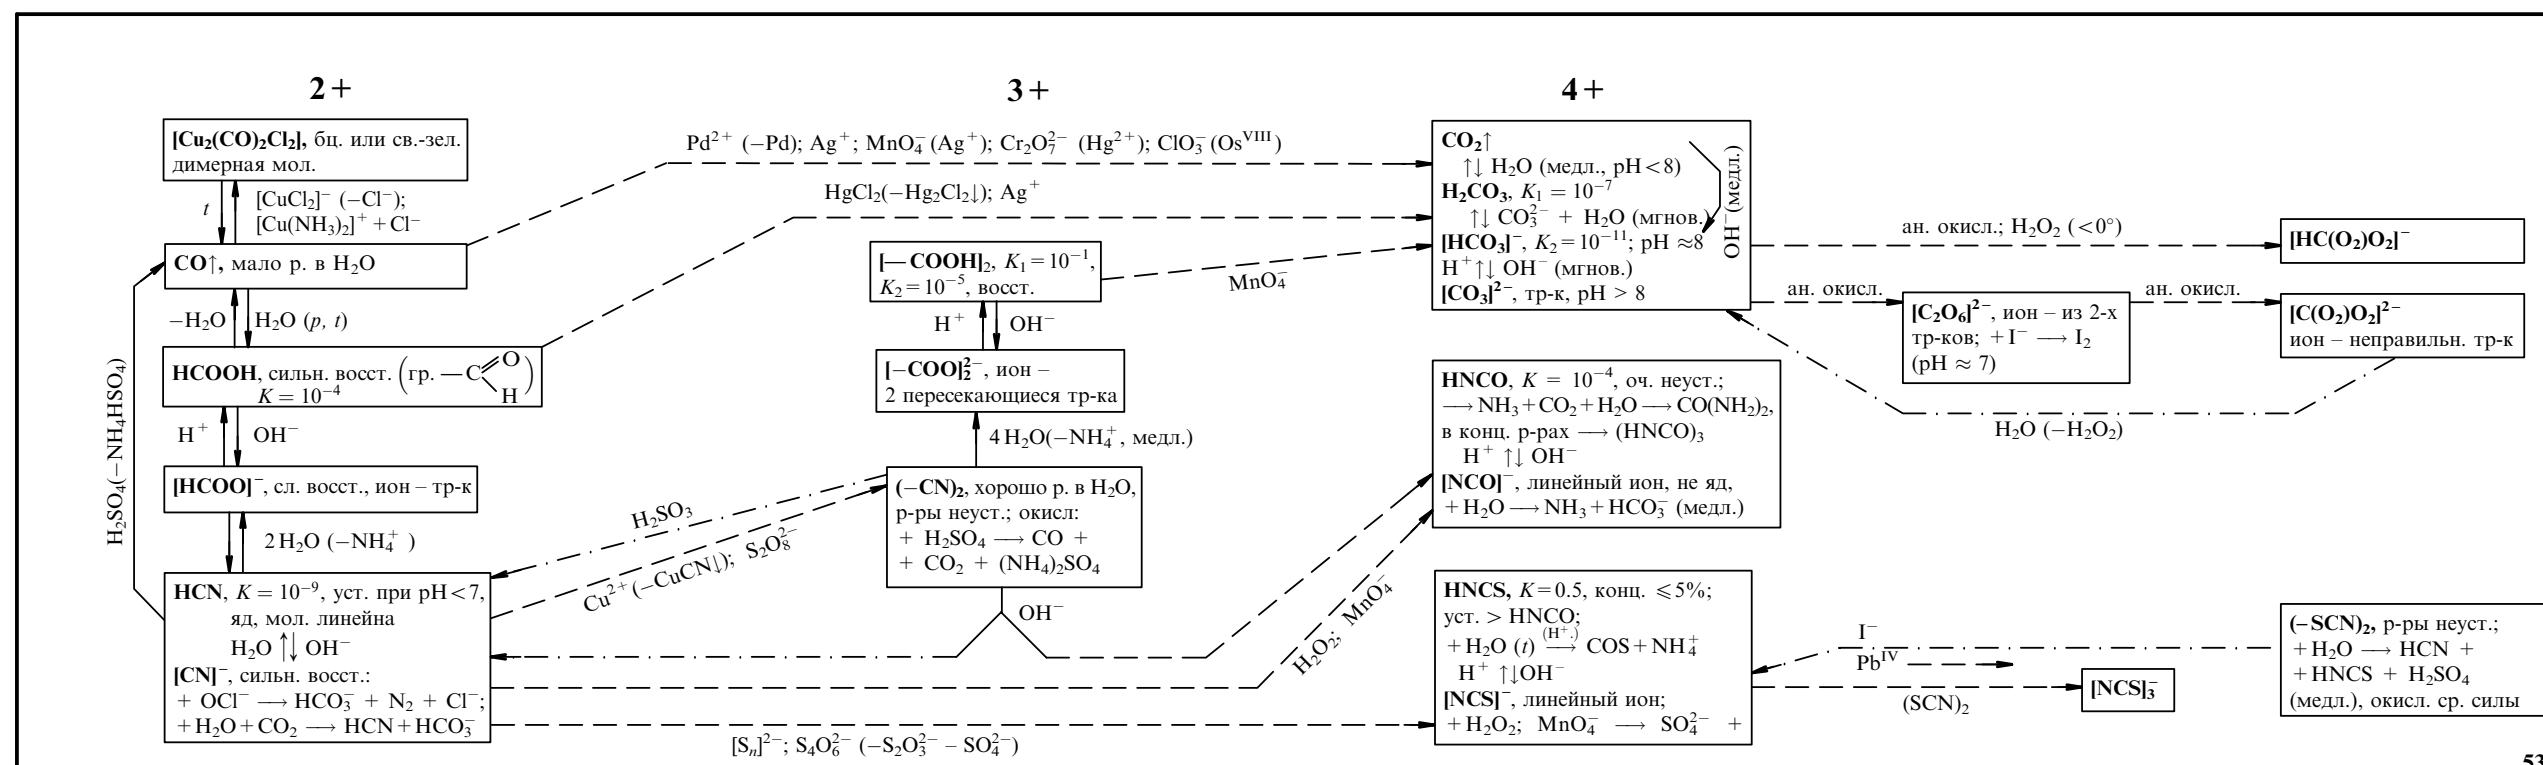 2+
3+
4+
[Cu₂(CO)₂Cl₂], бц. или св.-зел.
димерная мол.
t
[CuCl₂]⁻ (−Cl⁻);
[Cu(NH₃)₂]⁺ + Cl⁻
CO↑, мало р. в H₂O
−H₂O
H₂O (p, t)
HCOOH, сильн. восст. (гр. —C
O
H
)
K = 10⁻⁴
H⁺
OH⁻
[HCOO]⁻, сл. восст., ион – тр-к
2 H₂O (−NH₄⁺ )
H₂SO₄(−NH₄HSO₄)
HCN, K = 10⁻⁹, уст. при pH < 7,
яд, мол. линейна
H₂O ↑↓ OH⁻
[CN]⁻, сильн. восст.:
+ OCl⁻ → HCO₃⁻ + N₂ + Cl⁻;
+ H₂O + CO₂ → HCN + HCO₃⁻
Pd²⁺ (−Pd); Ag⁺; MnO₄⁻ (Ag⁺); Cr₂O₇²⁻ (Hg²⁺); ClO₃⁻ (Os^VIII)
HgCl₂(−Hg₂Cl₂↓); Ag⁺
[—COOH]₂, K₁ = 10⁻¹,
K₂ = 10⁻⁵, восст.
MnO₄⁻
H⁺
OH⁻
[−COO]₂²⁻, ион –
2 пересекающиеся тр-ка
4 H₂O(−NH₄⁺, медл.)
(−CN)₂, хорошо р. в H₂O,
р-ры неуст.; окисл:
+ H₂SO₄ → CO +
+ CO₂ + (NH₄)₂SO₄
OH⁻
H₂SO₃
Cu²⁺ (−CuCN↓); S₂O₈²⁻
H₂O₂; MnO₄⁻
[Sₙ]²⁻; S₄O₆²⁻ (−S₂O₃²⁻ − SO₄²⁻)
CO₂↑
↑↓ H₂O (медл., pH < 8)
H₂CO₃, K₁ = 10⁻⁷
↑↓ CO₃²⁻ + H₂O (мгнов.)
[HCO₃]⁻, K₂ = 10⁻¹¹; pH ≈ 8
H⁺↑↓ OH⁻ (мгнов.)
[CO₃]²⁻, тр-к, pH > 8
OH⁻ (медл.)
HNCO, K = 10⁻⁴, оч. неуст.;
→ NH₃ + CO₂ + H₂O → CO(NH₂)₂,
в конц. р-рах → (HNCO)₃
H⁺ ↑↓ OH⁻
[NCO]⁻, линейный ион, не яд,
+ H₂O → NH₃ + HCO₃⁻ (медл.)
HNCS, K = 0.5, конц. ⩽ 5%;
уст. > HNCO;
+ H₂O (t) →(H⁺.) COS + NH₄⁺
H⁺ ↑↓OH⁻
[NCS]⁻, линейный ион;
+ H₂O₂; MnO₄⁻ → SO₄²⁻ +
ан. окисл.; H₂O₂ (<0°)
[HC(O₂)O₂]⁻
ан. окисл.
[C₂O₆]²⁻, ион – из 2-х
тр-ков; + I⁻ → I₂
(pH ≈ 7)
ан. окисл.
[C(O₂)O₂]²⁻
ион – неправильн. тр-к
H₂O (−H₂O₂)
I⁻
Pb^IV
(SCN)₂
[NCS]₃⁻
(−SCN)₂, р-ры неуст.;
+ H₂O → HCN +
+ HNCS + H₂SO₄
(медл.), окисл. ср. силы